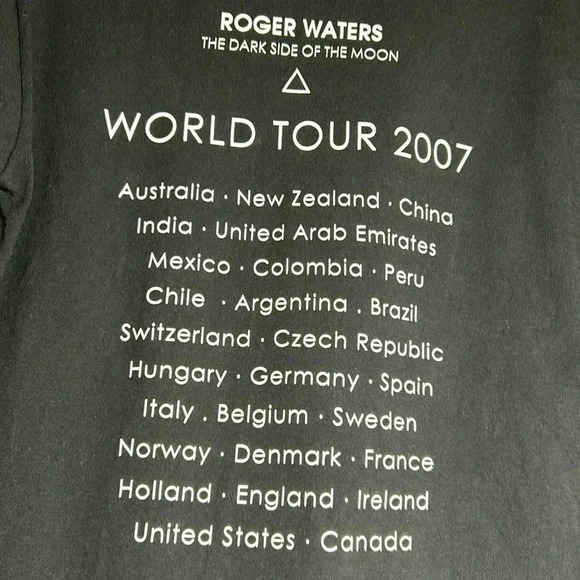 ROGER WATERS
THE DARK SIDE OF THE MOON
WORLD TOUR 2007
Australia · New Zealand · China
India · United Arab Emirates
Mexico · Colombia · Peru
Chile · Argentina . Brazil
Switzerland · Czech Republic
Hungary · Germany · Spain
Italy . Belgium · Sweden
Norway · Denmark · France
Holland · England · Ireland
United States · Canada